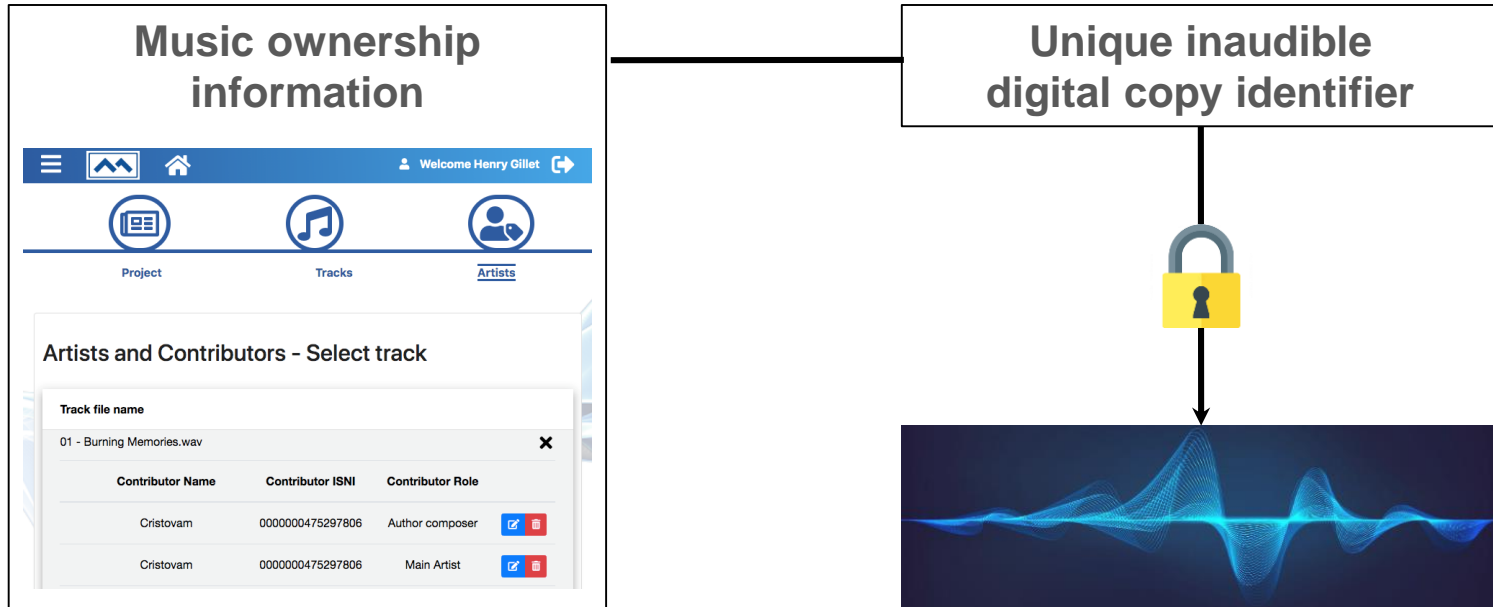 Music ownership
information
Unique inaudible
digital copy identifier
Welcome Henry Gillet
Project Tracks Artists
Artists and Contributors - Select track
Track file name
01 - Burning Memories.wav
Contributor Name Contributor ISNI Contributor Role
Cristovam 0000000475297806 Author composer
Cristovam 0000000475297806 Main Artist